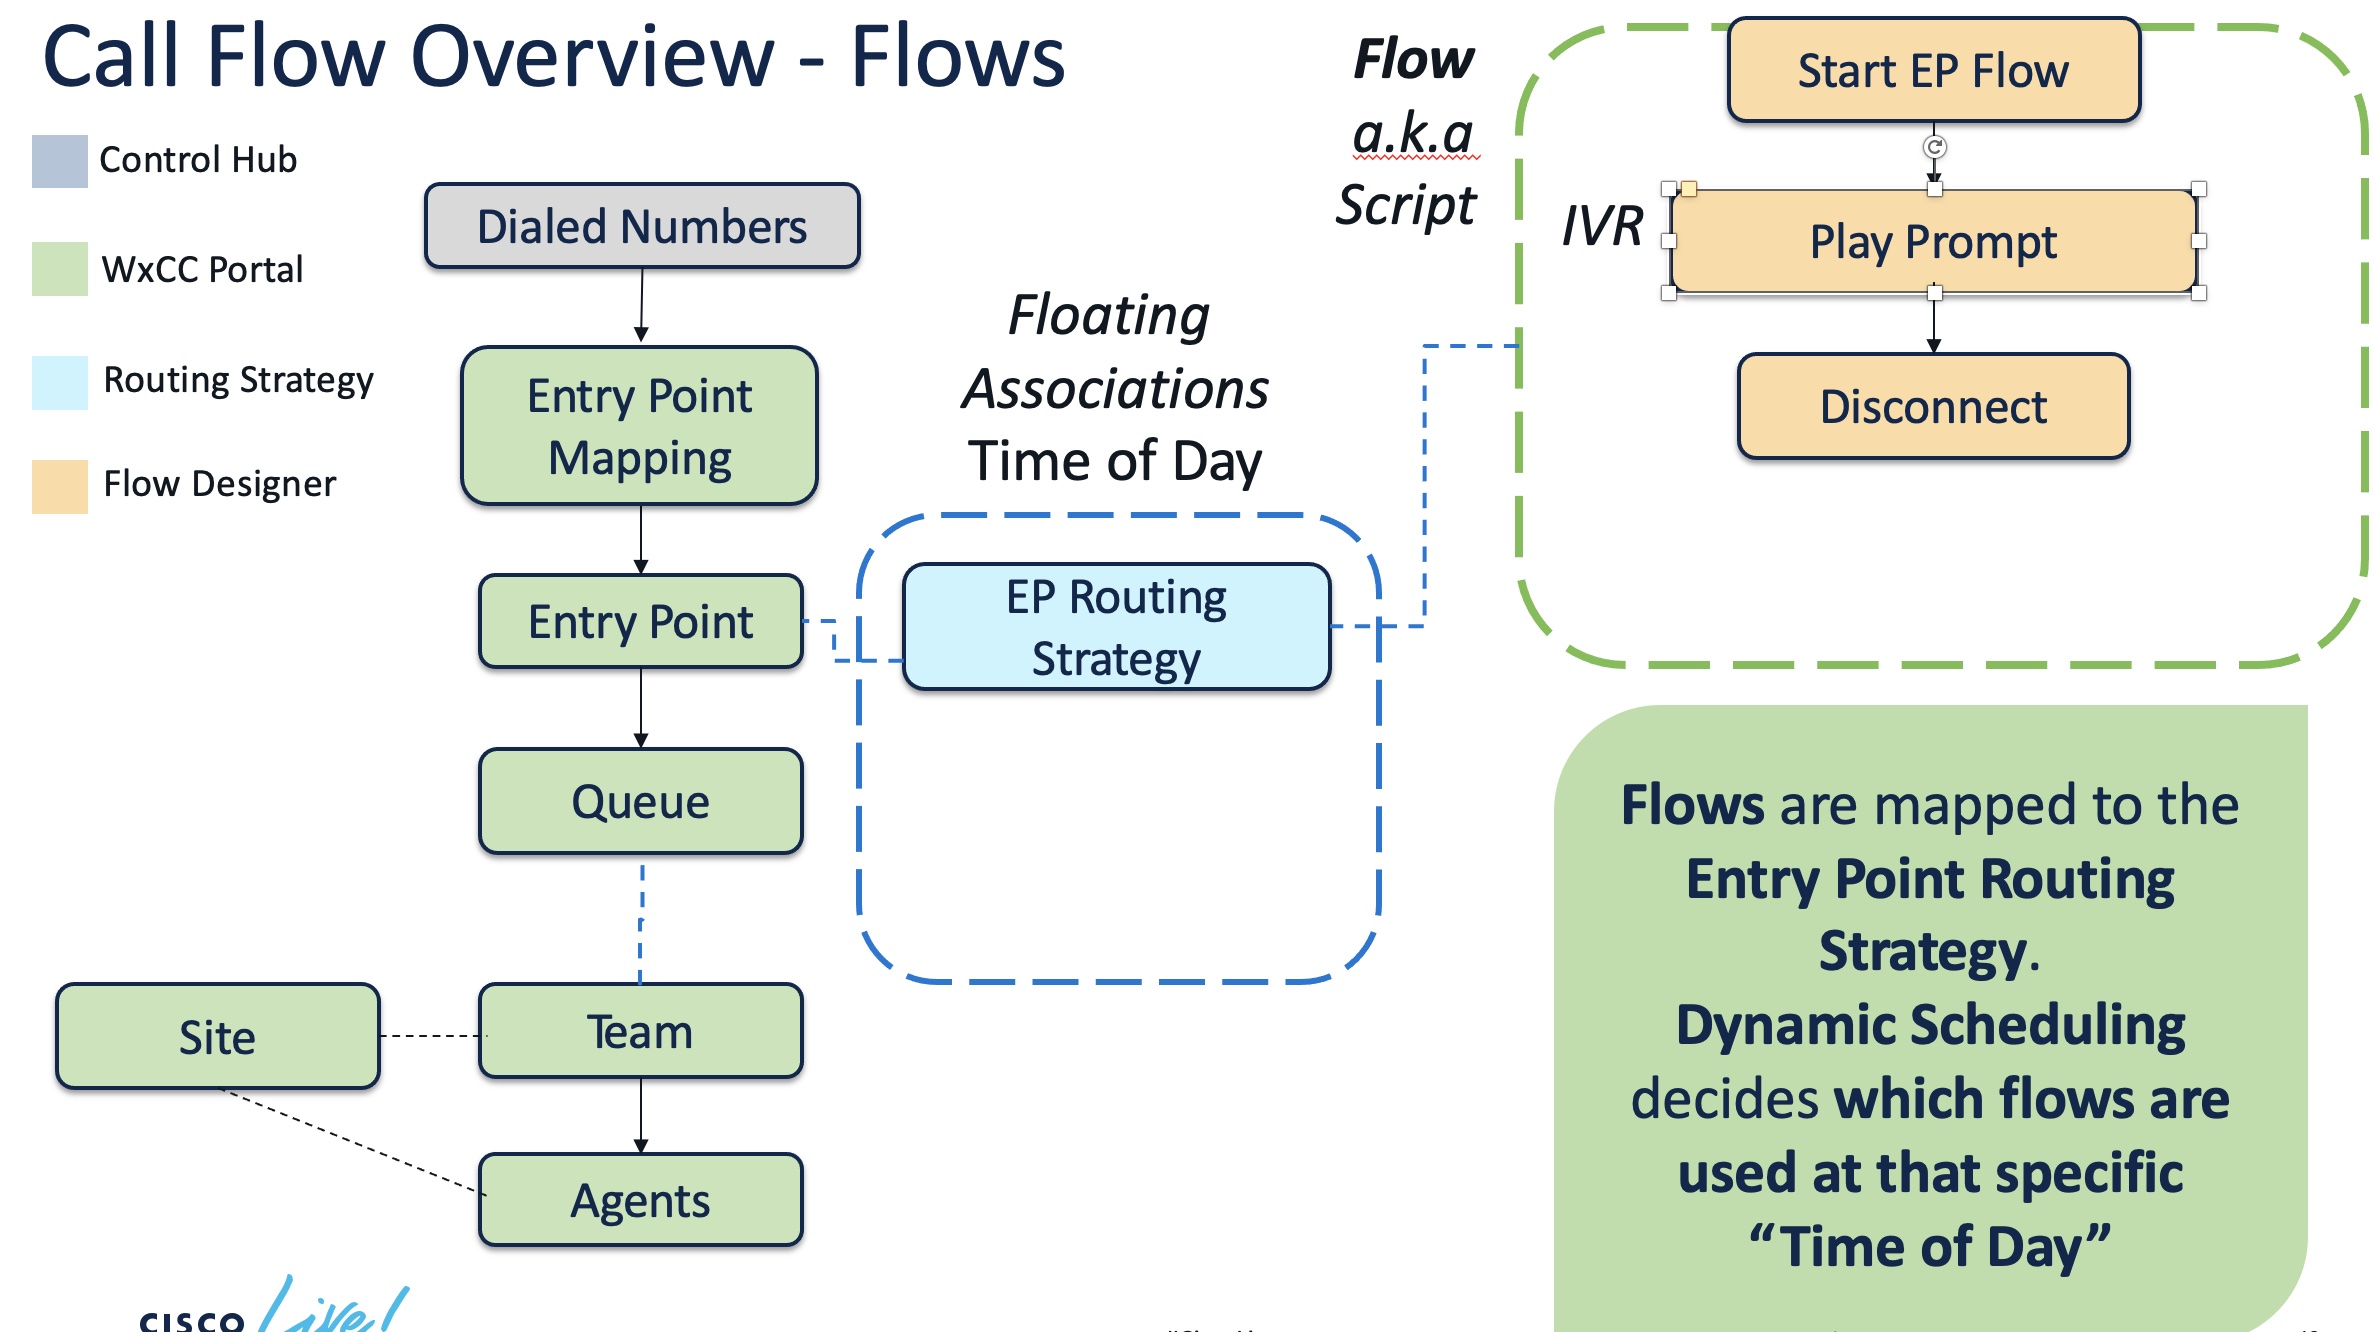 Call Flow Overview - Flows
Control Hub
WxCC Portal
Routing Strategy
Flow Designer
Dialed Numbers
Entry Point
Mapping
Entry Point
Queue
Site
Team
Agents
Floating
Associations
Time of Day
EP Routing
Strategy
Flow
a.k.a
Script
IVR
Start EP Flow
Play Prompt
Disconnect
Flows are mapped to the
Entry Point Routing
Strategy.
Dynamic Scheduling
decides which flows are
used at that specific
“Time of Day”
CISCO Live!